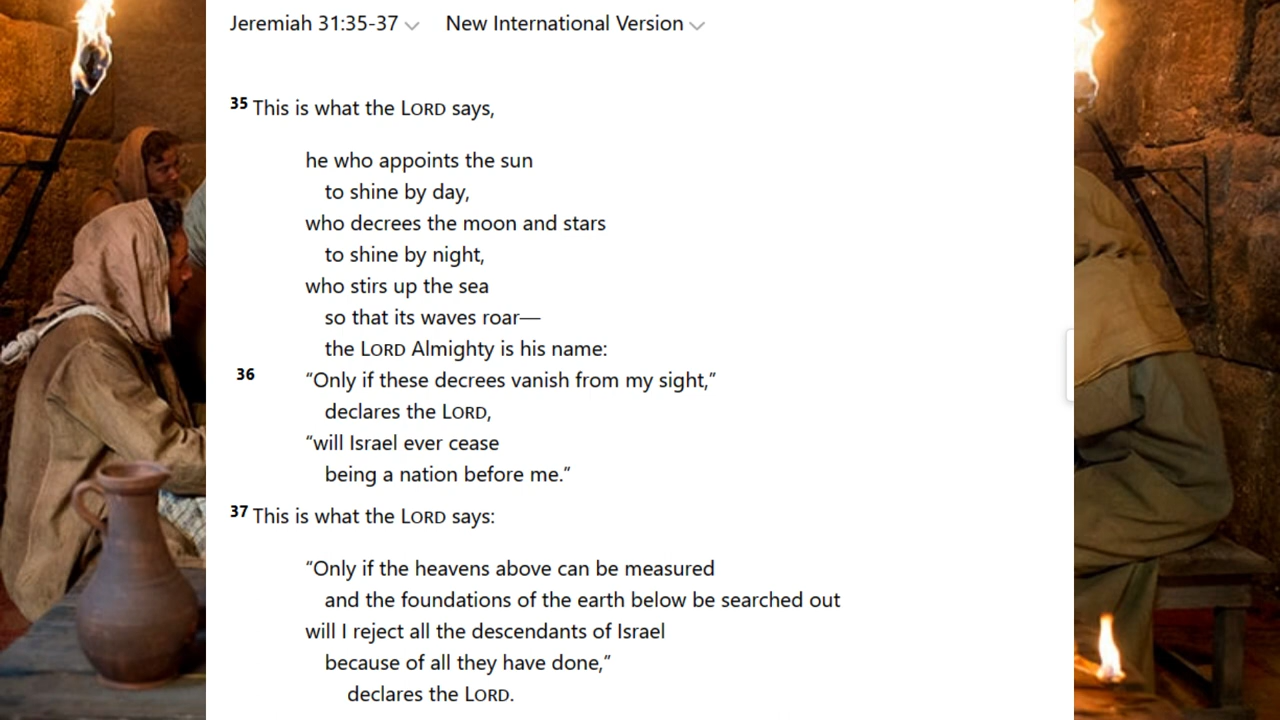 Jeremiah 31:35-37 New International Version
35 This is what the LORD says,
he who appoints the sun
to shine by day,
who decrees the moon and stars
to shine by night,
who stirs up the sea
so that its waves roar—
the LORD Almighty is his name:
36 “Only if these decrees vanish from my sight,”
declares the LORD,
“will Israel ever cease
being a nation before me.”
37 This is what the LORD says:
“Only if the heavens above can be measured
and the foundations of the earth below be searched out
will I reject all the descendants of Israel
because of all they have done,”
declares the LORD.